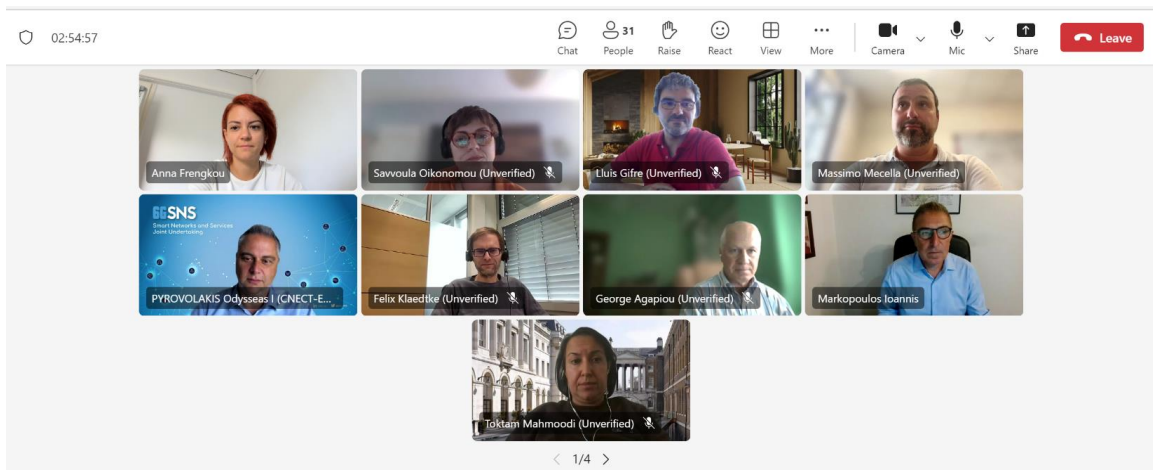 02:54:57
31
Chat
People
Raise
React
View
More
Camera
Mic
Share
Leave
Anna Frengkou
Savvoula Oikonomou (Unverified)
Lluis Gifre (Unverified)
Massimo Mecella (Unverified)
6GSNS
Smart Networks and Services
Joint Undertaking
PYROVOLAKIS Odysseas I (CNECT-E...
Felix Klaedtke (Unverified)
George Agapiou (Unverified)
Markopoulos Ioannis
Toktam Mahmoodi (Unverified)
1/4